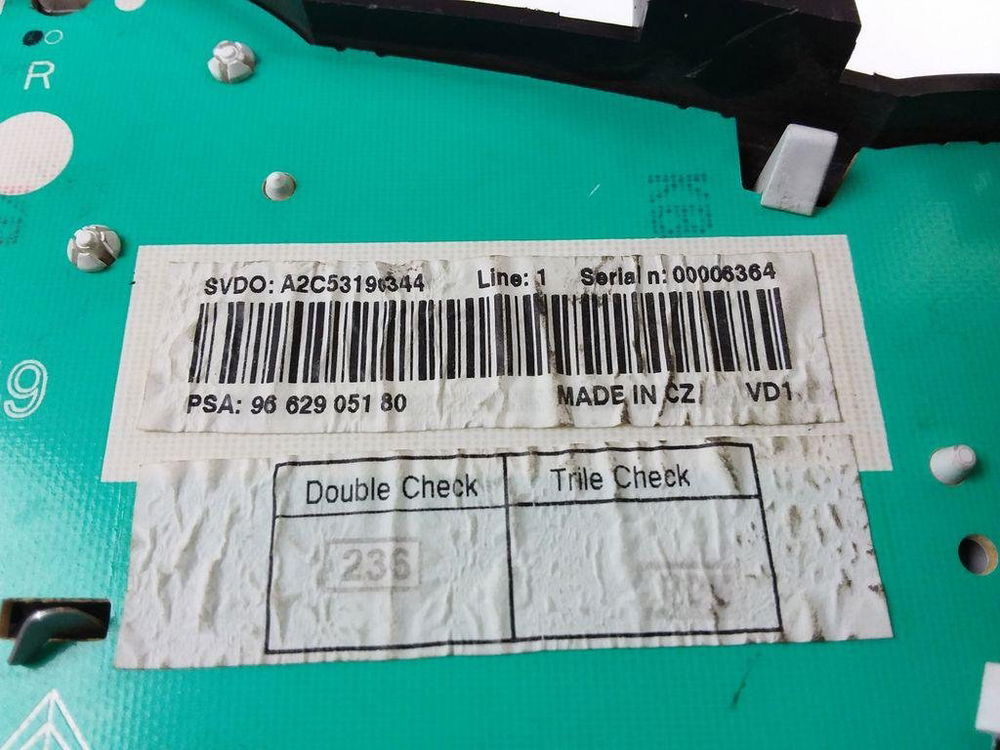 R
SVDO: Line: 1 Serial n: 00006364
PSA: 96 629 051 80 MADE IN CZ VD1
Double Check Trile Check
236
9